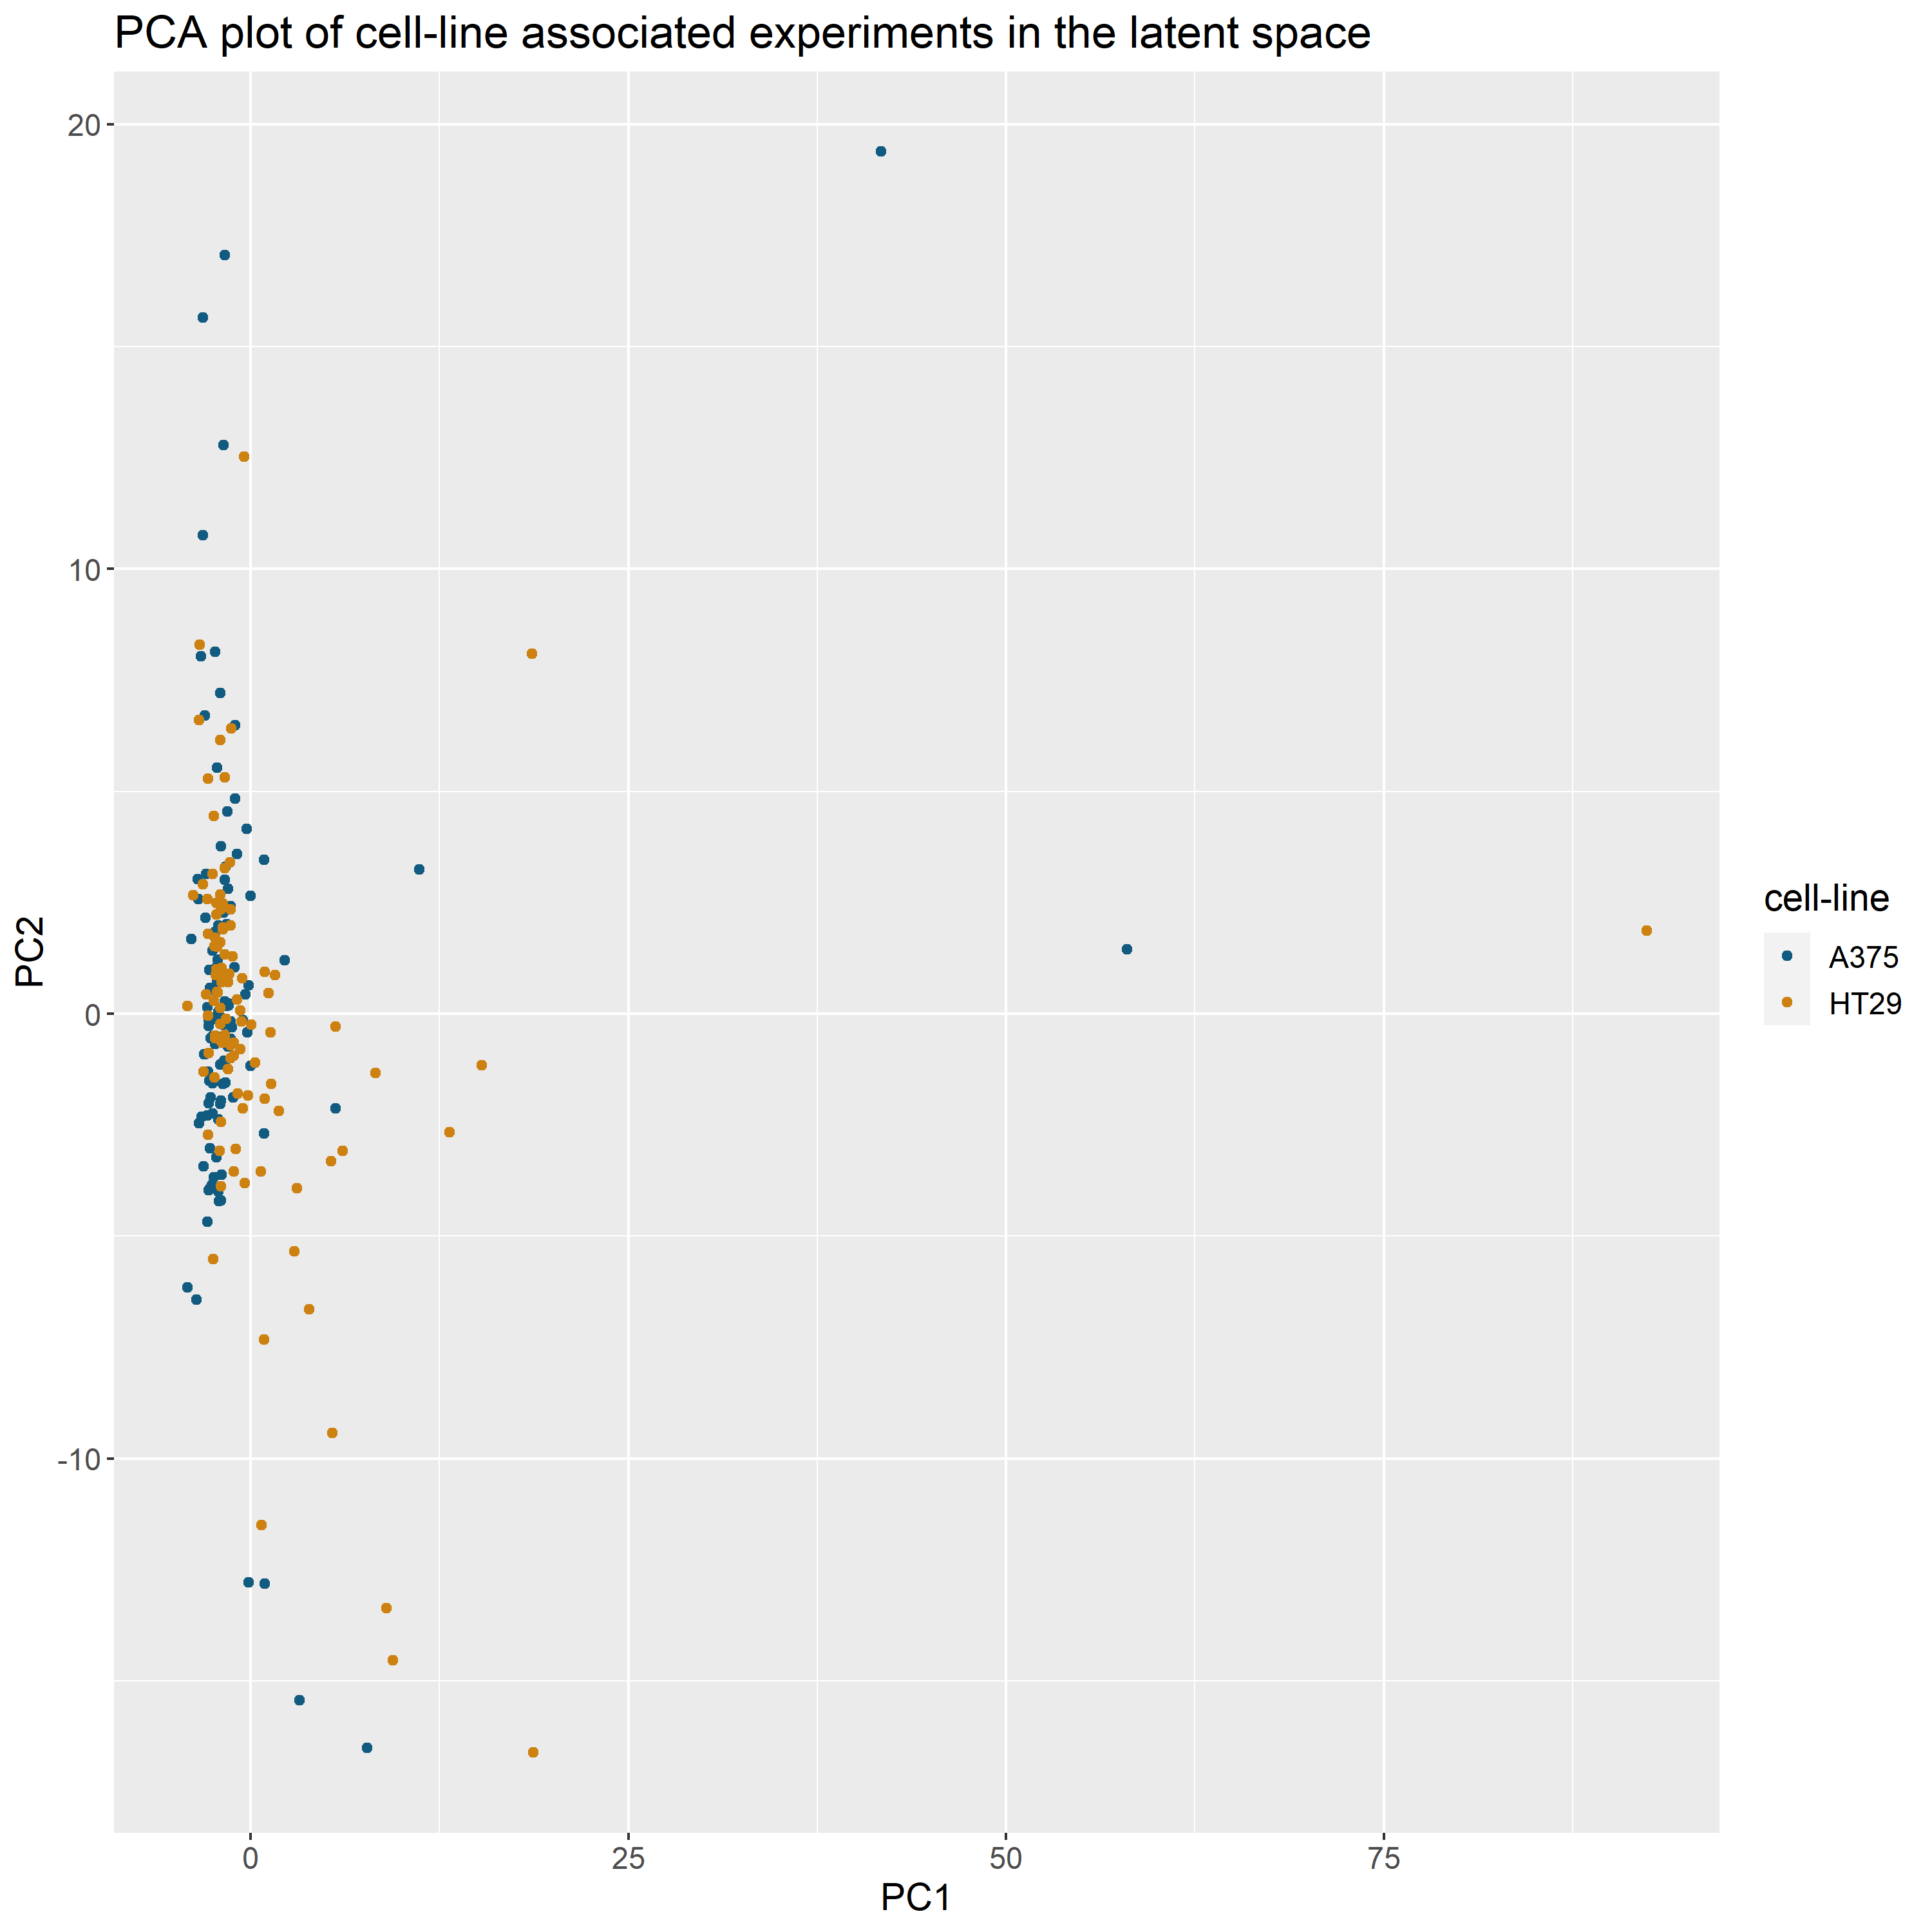 PCA plot of cell-line associated experiments in the latent space
20
10
0
-10
PC2
0
25
50
75
PC1
cell-line
A375
HT29